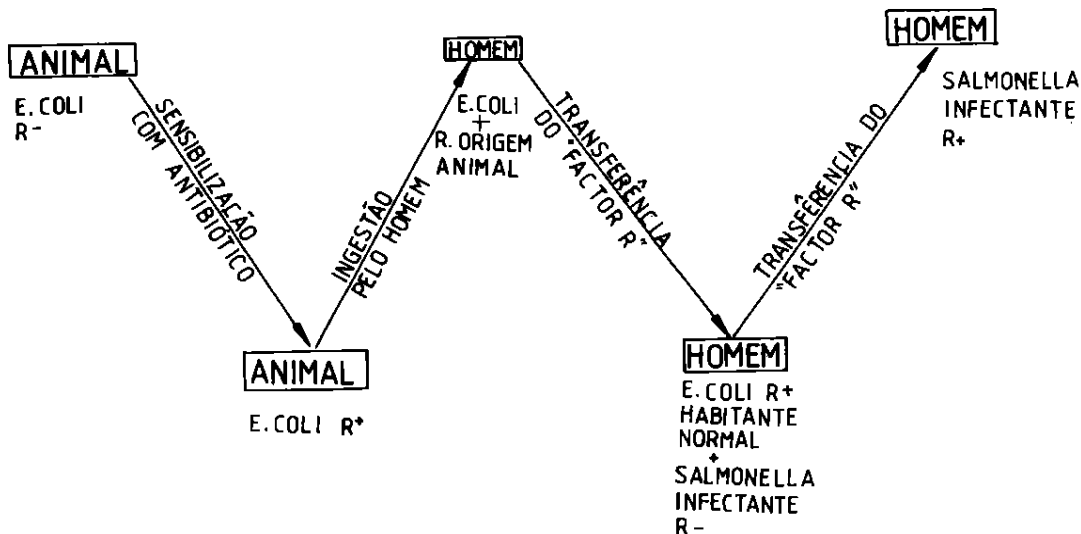 ANIMAL
E.COLI
R-
SENSIBILIZAÇÃO
COM ANTIBIÓTICO
ANIMAL
E.COLI R+
INGESTÃO
PELO HOMEM
HOMEM
E.COLI
+
R. ORIGEM
ANIMAL
TRANSFERÊNCIA
DO "FACTOR R"
HOMEM
E.COLI R+
HABITANTE
NORMAL
+
SALMONELLA
INFECTANTE
R-
TRANSFÊRENCIA DO
"FACTOR R"
HOMEM
SALMONELLA
INFECTANTE
R+